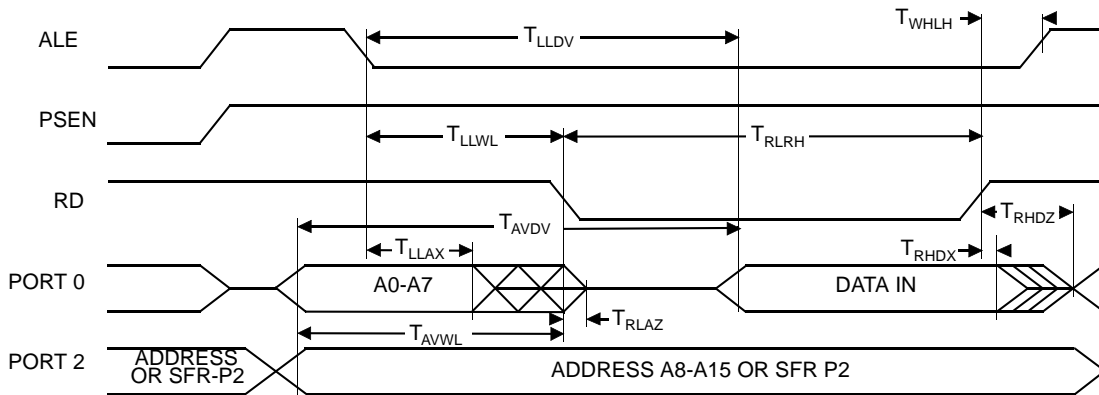 T_WHLH
ALE
T_LLDV
PSEN
T_LLWL
T_RLRH
RD
T_AVDV
T_RHDZ
T_LLAX
T_RHDX
PORT 0
A0-A7
DATA IN
T_RLAZ
T_AVWL
PORT 2
ADDRESS
OR SFR-P2
ADDRESS A8-A15 OR SFR P2